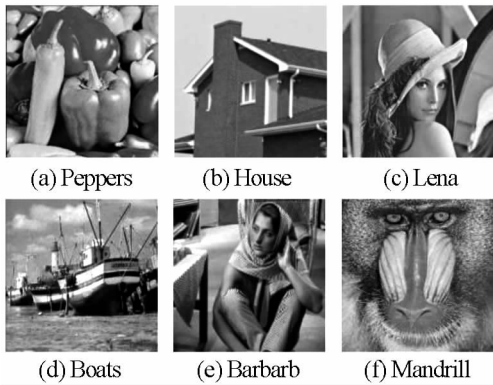 (a) Peppers
(b) House
(c) Lena
(d) Boats
(e) Barbarb
(f) Mandrill